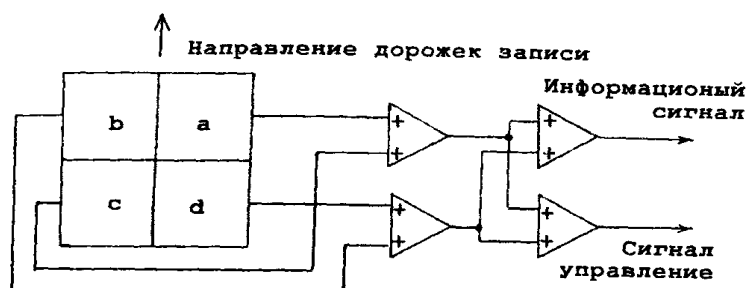 Направление дорожек записи
Информационый
сигнал
b a
c d
+
+
+
+
+
+
+
+
Сигнал
управление